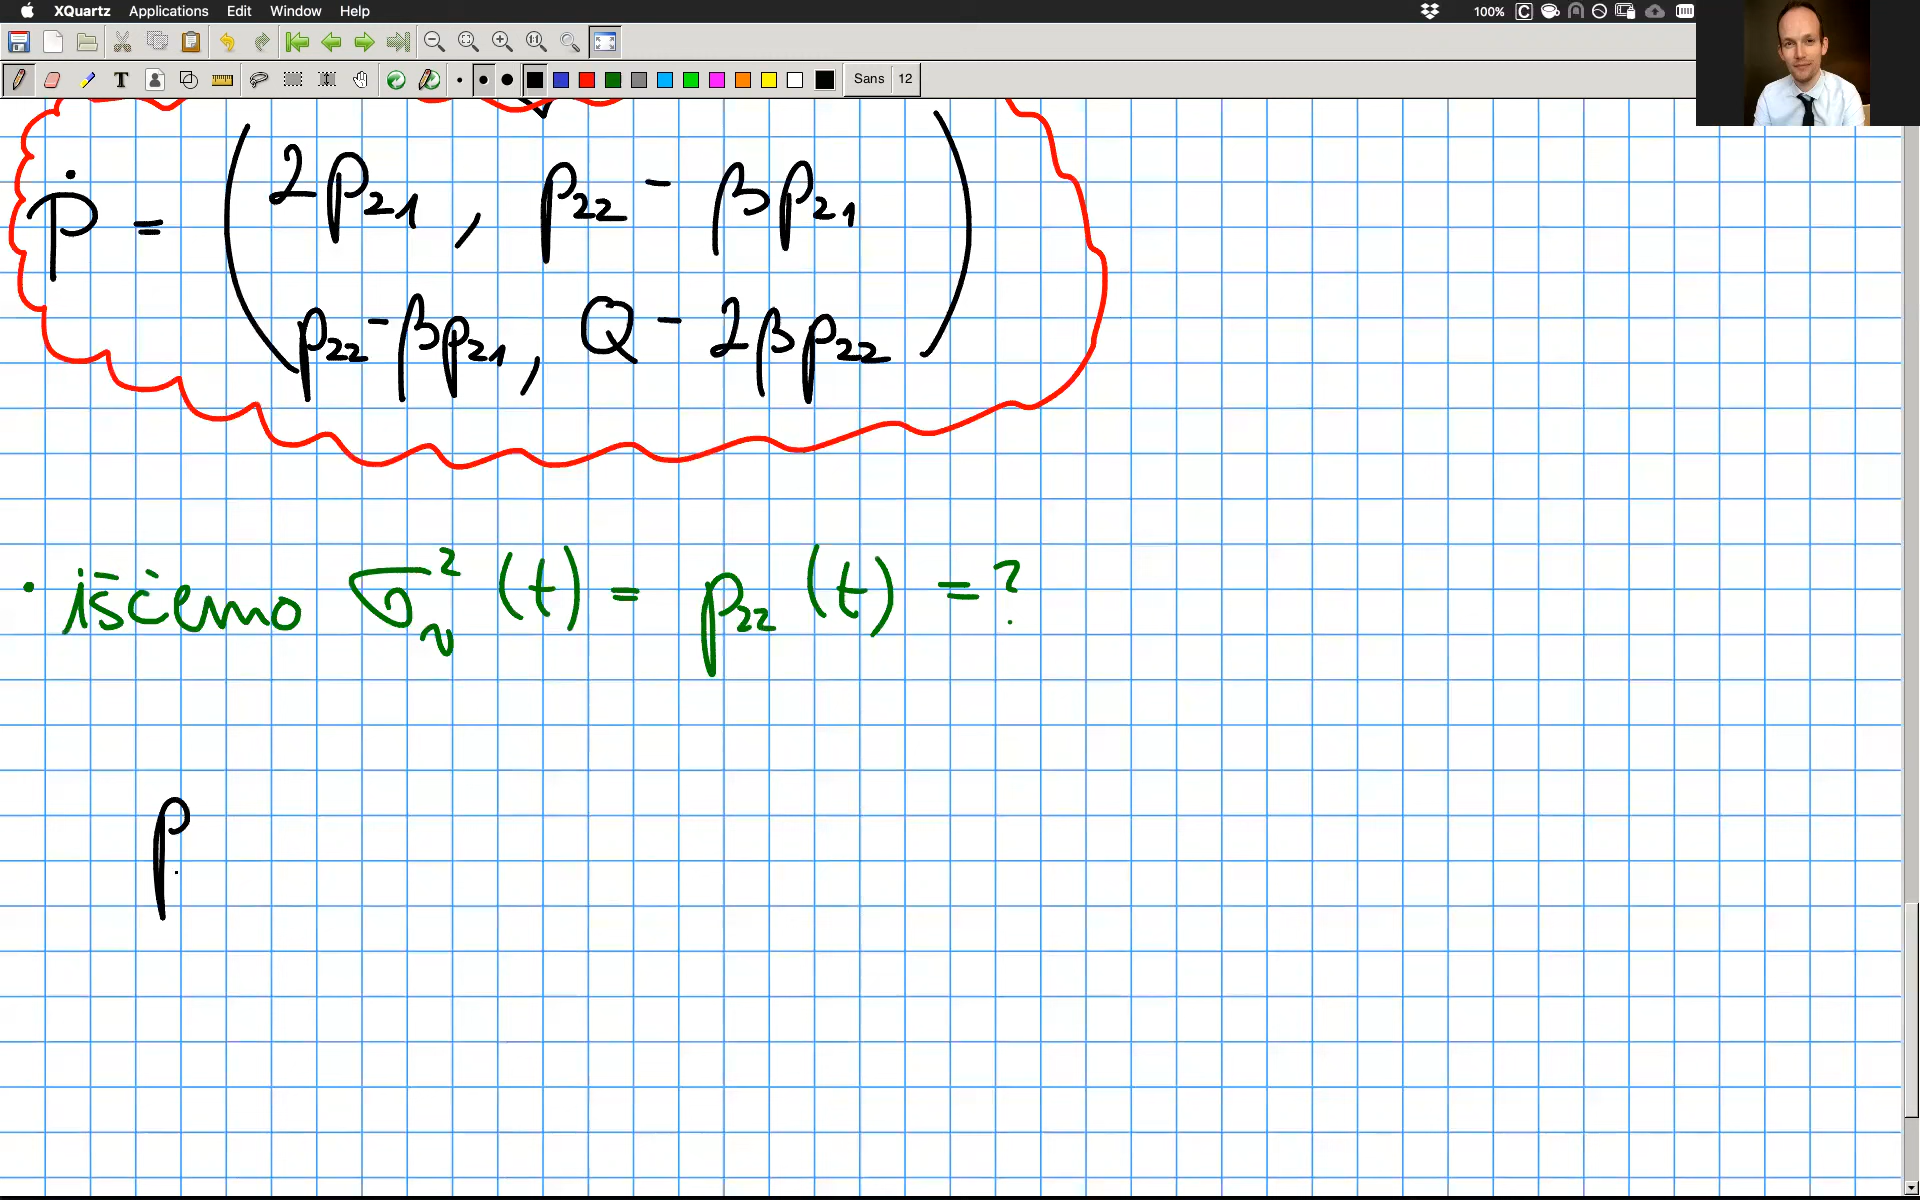 XQuartz Applications Edit Window Help 100%
T Sans 12
Ṗ = ( 2p₂₁ , p₂₂ - βp₂₁
p₂₂ - βp₂₁ , Q - 2βp₂₂ )
• iščemo σᵥ² (t) = p₂₂ (t) = ?
p